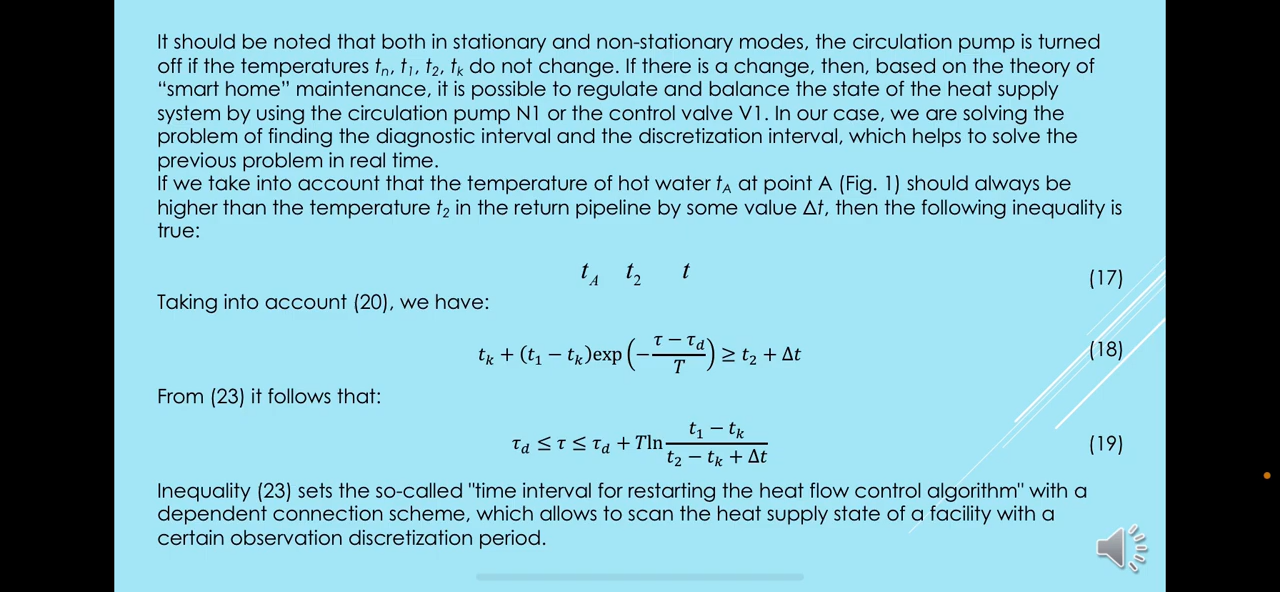 It should be noted that both in stationary and non-stationary modes, the circulation pump is turned
off if the temperatures tₙ, t₁, t₂, tₖ do not change. If there is a change, then, based on the theory of
“smart home” maintenance, it is possible to regulate and balance the state of the heat supply
system by using the circulation pump N1 or the control valve V1. In our case, we are solving the
problem of finding the diagnostic interval and the discretization interval, which helps to solve the
previous problem in real time.
If we take into account that the temperature of hot water t_A at point A (Fig. 1) should always be
higher than the temperature t₂ in the return pipeline by some value Δt, then the following inequality is
true:
t_A t₂ t (17)
Taking into account (20), we have:
tₖ + (t₁ − tₖ)exp(−(τ − τ_d)/T) ≥ t₂ + Δt (18)
From (23) it follows that:
τ_d ≤ τ ≤ τ_d + Tln (t₁ − tₖ)/(t₂ − tₖ + Δt) (19)
Inequality (23) sets the so-called "time interval for restarting the heat flow control algorithm" with a
dependent connection scheme, which allows to scan the heat supply state of a facility with a
certain observation discretization period.